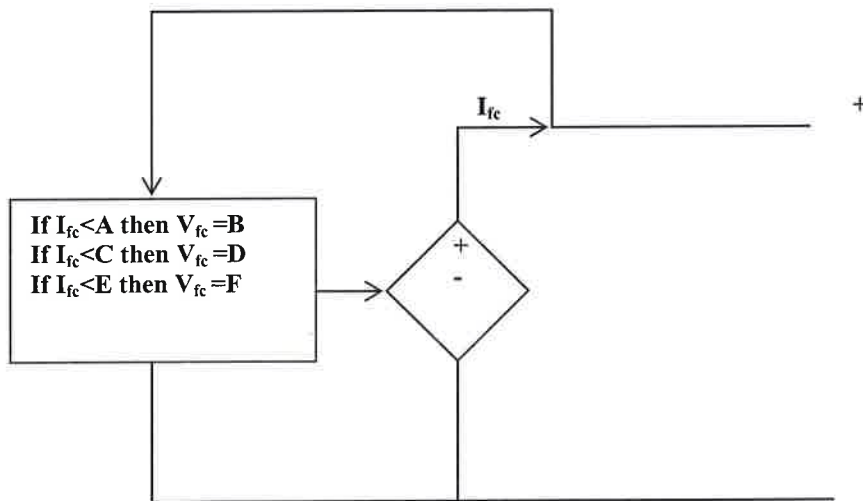 +
I_fc
If I_fc<A then V_fc =B
If I_fc<C then V_fc =D
If I_fc<E then V_fc =F
+
-